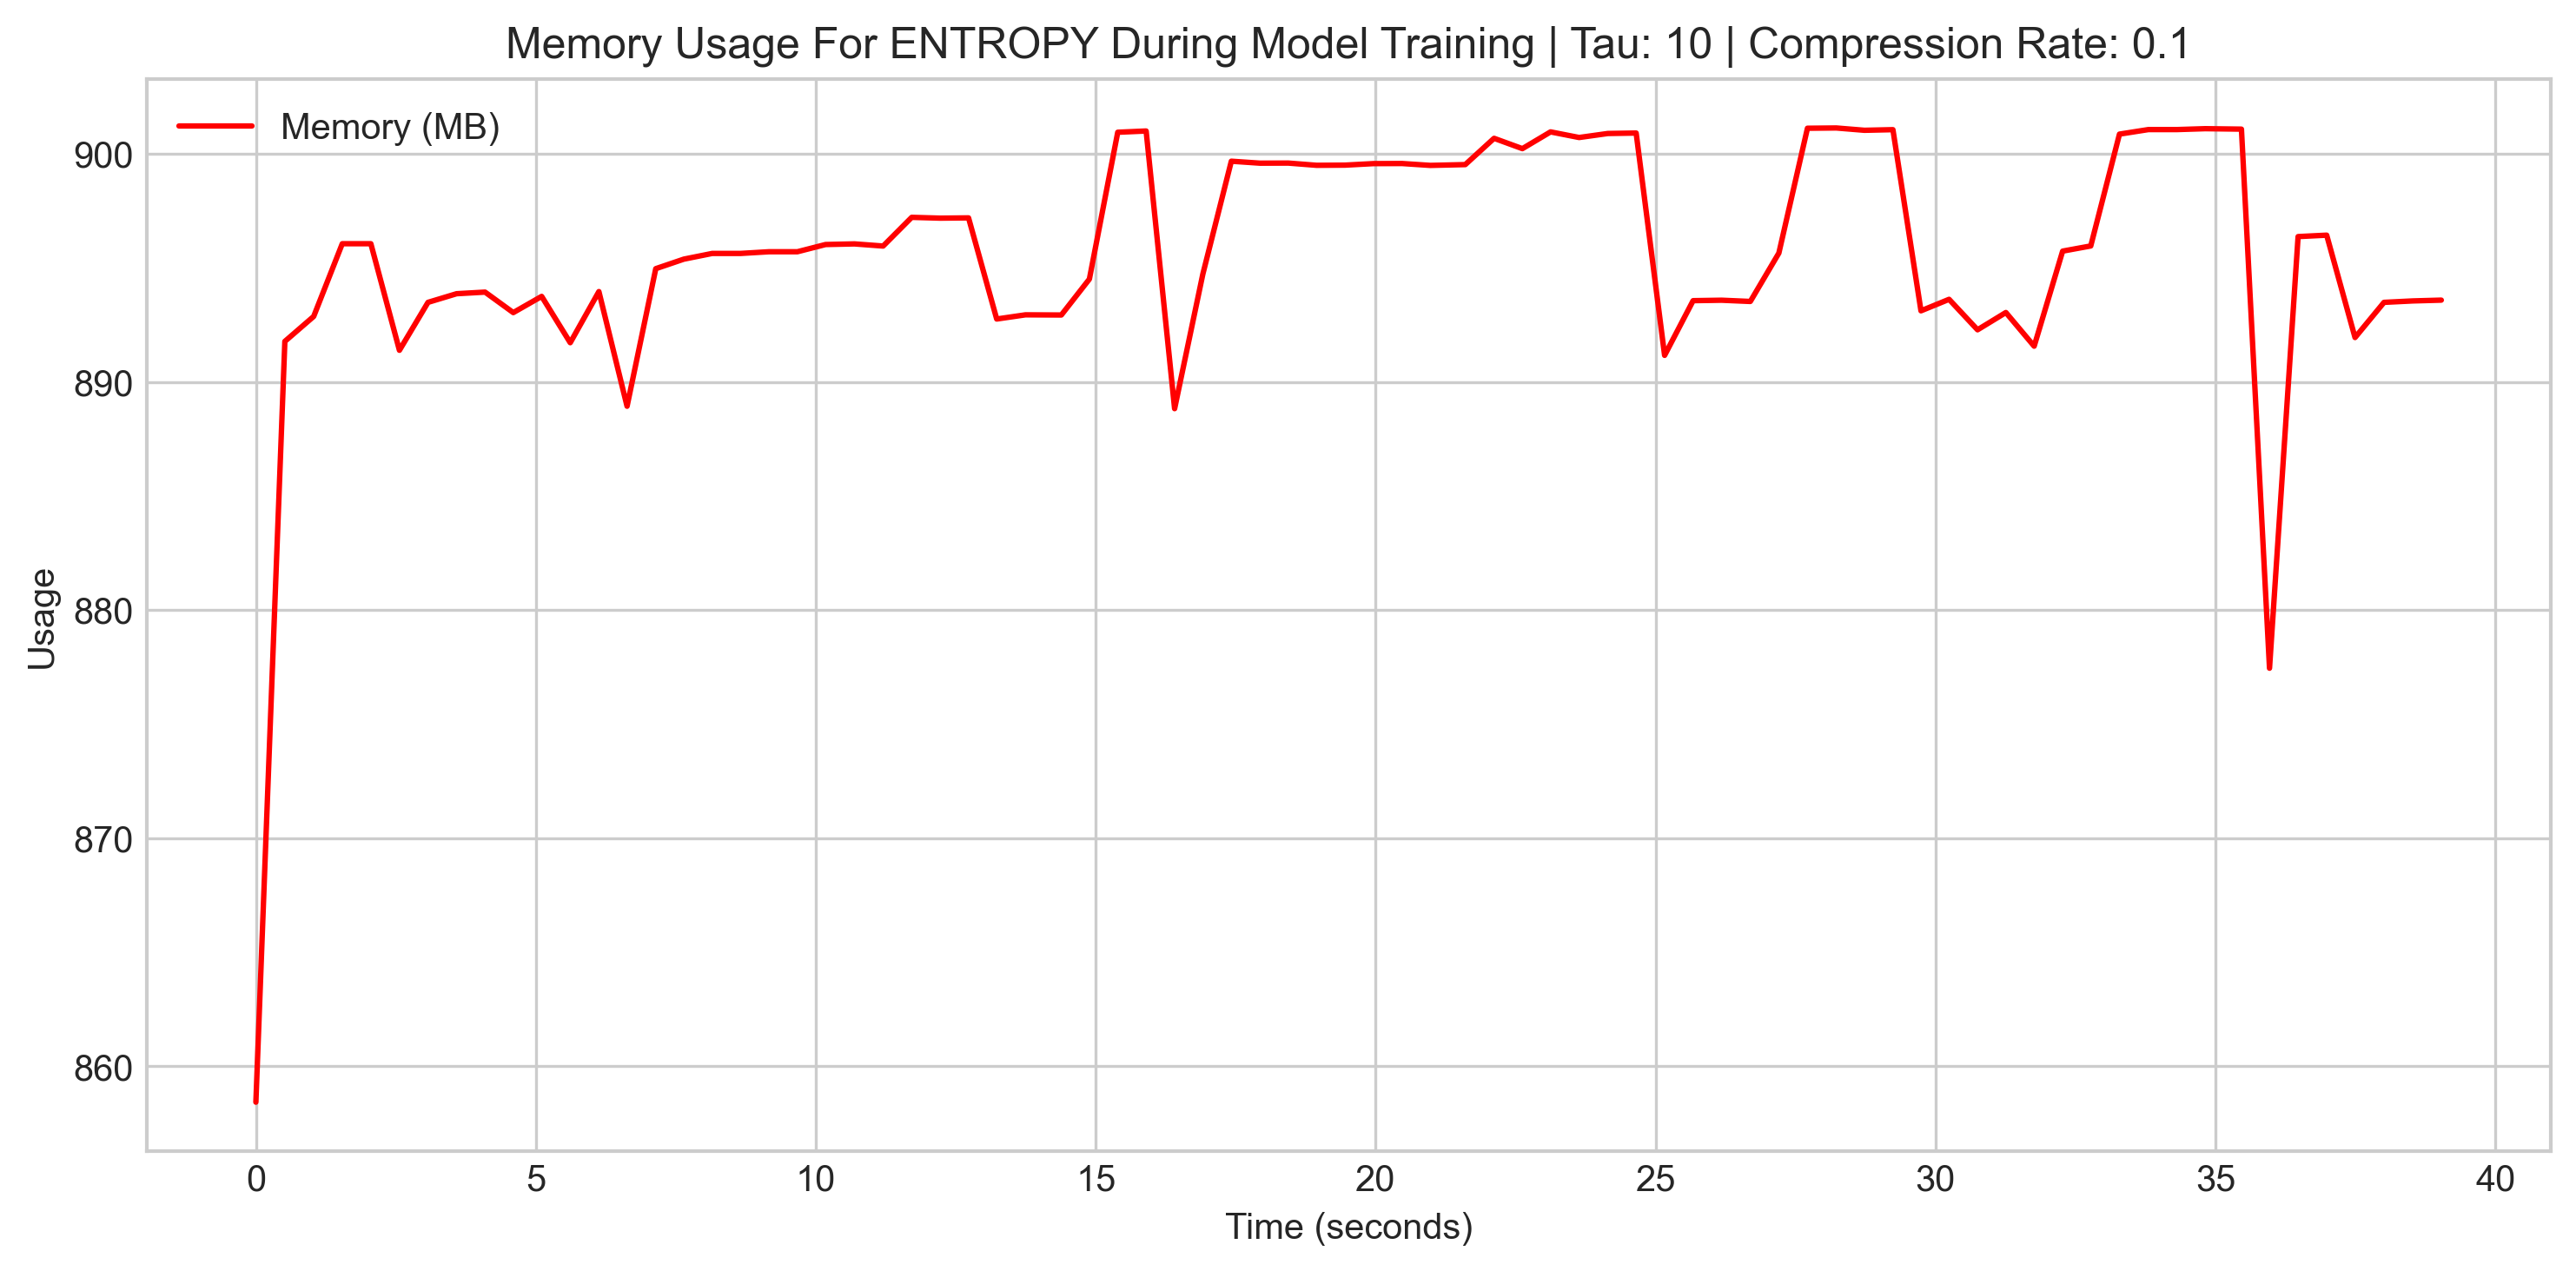 Memory Usage For ENTROPY During Model Training | Tau: 10 | Compression Rate: 0.1
Memory (MB)
900
890
880
870
860
Usage
0 5 10 15 20 25 30 35 40
Time (seconds)